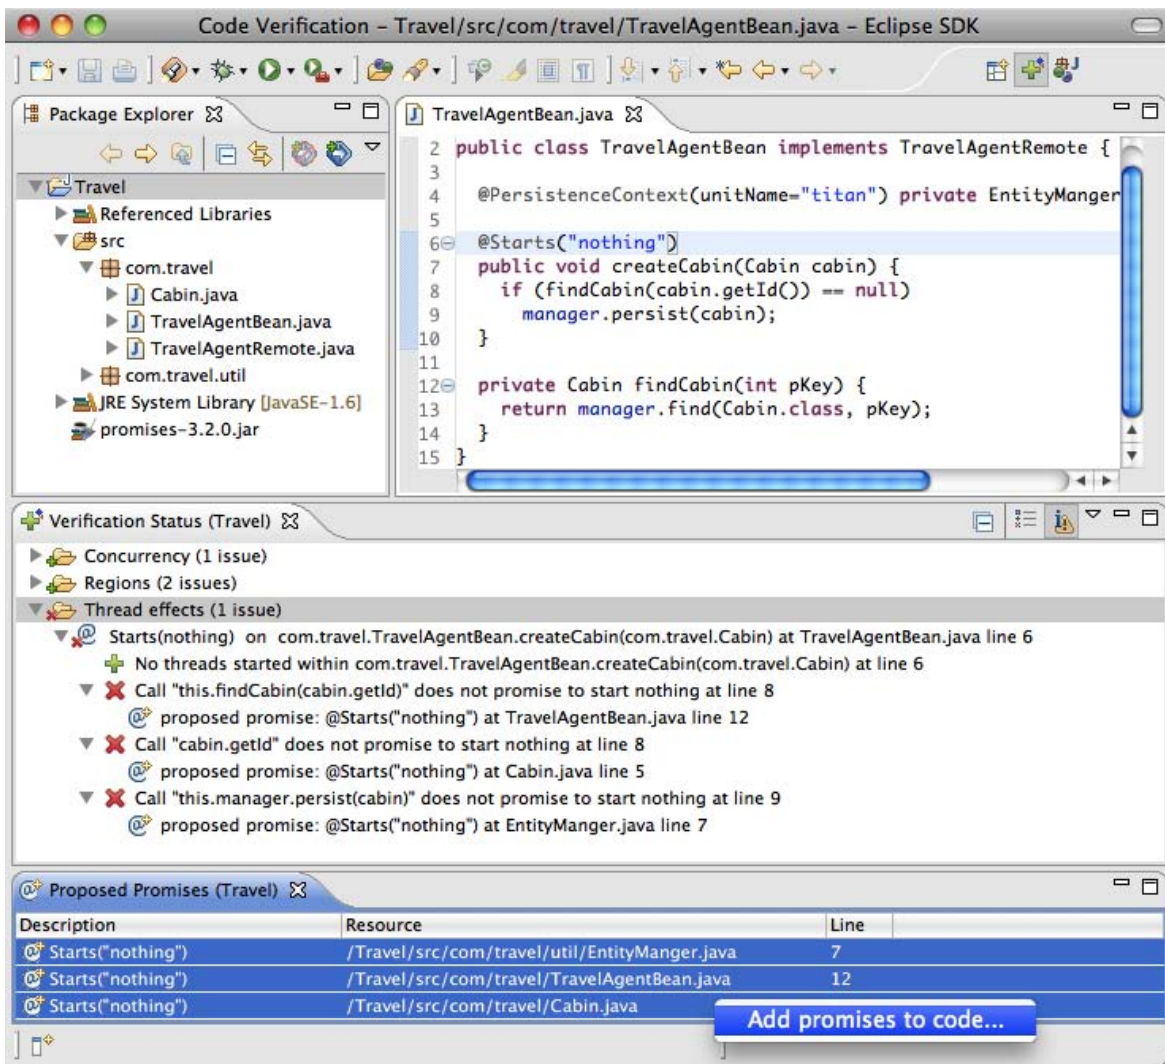 Code Verification – Travel/src/com/travel/TravelAgentBean.java – Eclipse SDK
Package Explorer
Travel
Referenced Libraries
src
com.travel
Cabin.java
TravelAgentBean.java
TravelAgentRemote.java
com.travel.util
JRE System Library [JavaSE-1.6]
promises-3.2.0.jar
TravelAgentBean.java
2 public class TravelAgentBean implements TravelAgentRemote {
3
4 @PersistenceContext(unitName="titan") private EntityManger
5
6 @Starts("nothing")
7 public void createCabin(Cabin cabin) {
8 if (findCabin(cabin.getId()) == null)
9 manager.persist(cabin);
10 }
11
12 private Cabin findCabin(int pKey) {
13 return manager.find(Cabin.class, pKey);
14 }
15 }
Verification Status (Travel)
Concurrency (1 issue)
Regions (2 issues)
Thread effects (1 issue)
Starts(nothing) on com.travel.TravelAgentBean.createCabin(com.travel.Cabin) at TravelAgentBean.java line 6
No threads started within com.travel.TravelAgentBean.createCabin(com.travel.Cabin) at line 6
Call "this.findCabin(cabin.getId)" does not promise to start nothing at line 8
proposed promise: @Starts("nothing") at TravelAgentBean.java line 12
Call "cabin.getId" does not promise to start nothing at line 8
proposed promise: @Starts("nothing") at Cabin.java line 5
Call "this.manager.persist(cabin)" does not promise to start nothing at line 9
proposed promise: @Starts("nothing") at EntityManger.java line 7
Proposed Promises (Travel)
Description Resource Line
Starts("nothing") /Travel/src/com/travel/util/EntityManger.java 7
Starts("nothing") /Travel/src/com/travel/TravelAgentBean.java 12
Starts("nothing") /Travel/src/com/travel/Cabin.java
Add promises to code...